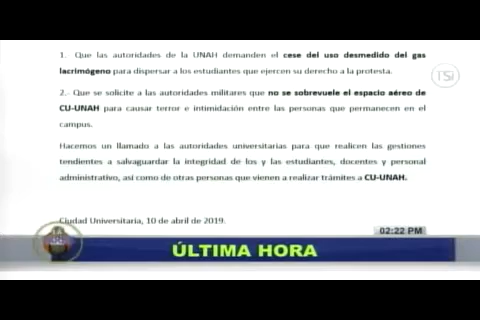 1. Que las autoridades de la UNAH demanden el cese del uso desmedido del gas
lacrimógeno para dispersar a los estudiantes que ejercen su derecho a la protesta.
2.- Que se solicite a las autoridades militares que no se sobrevuele el espacio aéreo de
CU-UNAH para causar terror e intimidación entre las personas que permanecen en el
campus.
Hacemos un llamado a las autoridades universitarias para que realicen las gestiones
tendientes a salvaguardar la integridad de los y las estudiantes, docentes y personal
administrativo, así como de otras personas que vienen a realizar trámites a CU-UNAH.
Ciudad Universitaria, 10 de abril de 2019.
TSi
02:22 PM
ÚLTIMA HORA